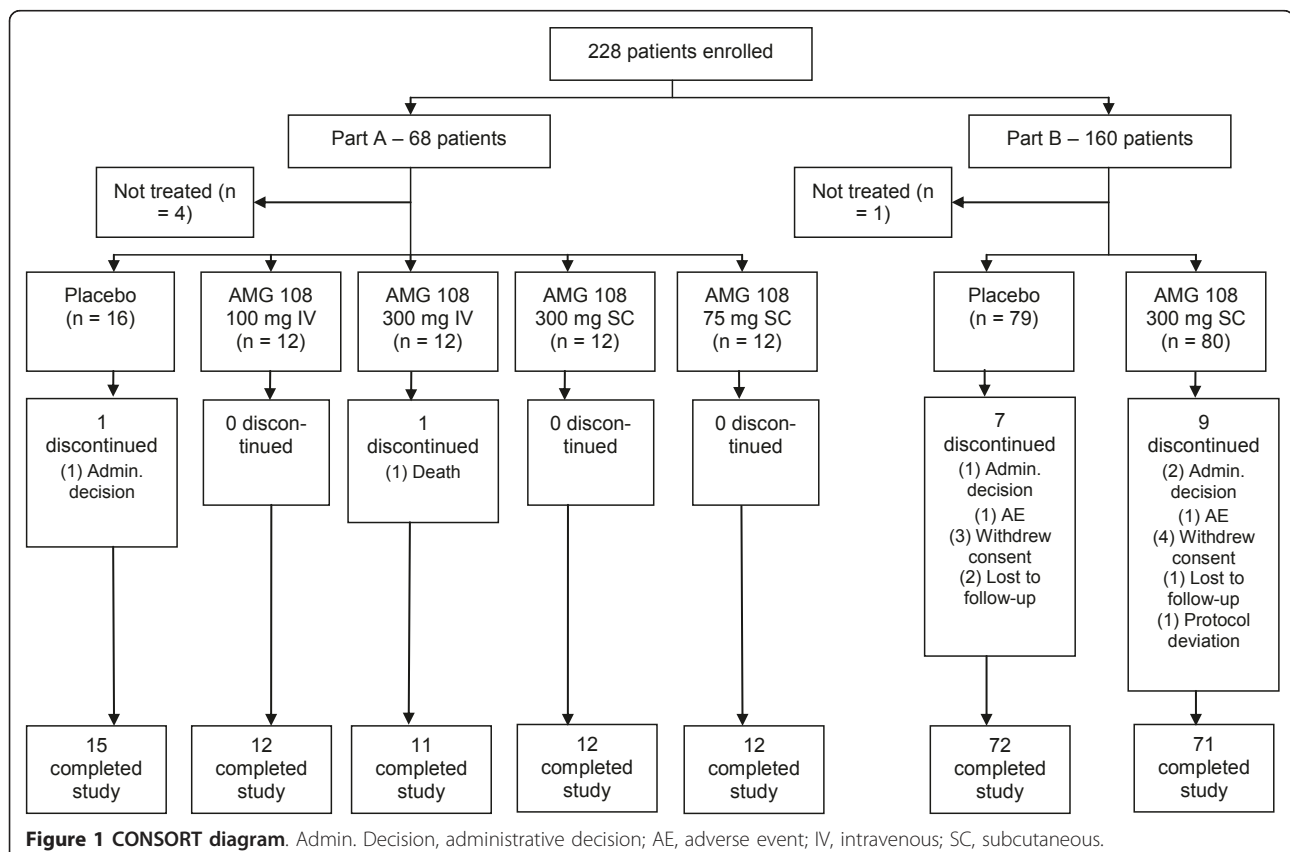 228 patients enrolled
Part A – 68 patients
Part B – 160 patients
Not treated (n
= 4)
Not treated (n
= 1)
Placebo
(n = 16)
AMG 108
100 mg IV
(n = 12)
AMG 108
300 mg IV
(n = 12)
AMG 108
300 mg SC
(n = 12)
AMG 108
75 mg SC
(n = 12)
Placebo
(n = 79)
AMG 108
300 mg SC
(n = 80)
1
discontinued
(1) Admin.
decision
0 discon-
tinued
1
discontinued
(1) Death
0 discon-
tinued
0 discon-
tinued
7
discontinued
(1) Admin.
decision
(1) AE
(3) Withdrew
consent
(2) Lost to
follow-up
9
discontinued
(2) Admin.
decision
(1) AE
(4) Withdrew
consent
(1) Lost to
follow-up
(1) Protocol
deviation
15
completed
study
12
completed
study
11
completed
study
12
completed
study
12
completed
study
72
completed
study
71
completed
study
Figure 1 CONSORT diagram. Admin. Decision, administrative decision; AE, adverse event; IV, intravenous; SC, subcutaneous.